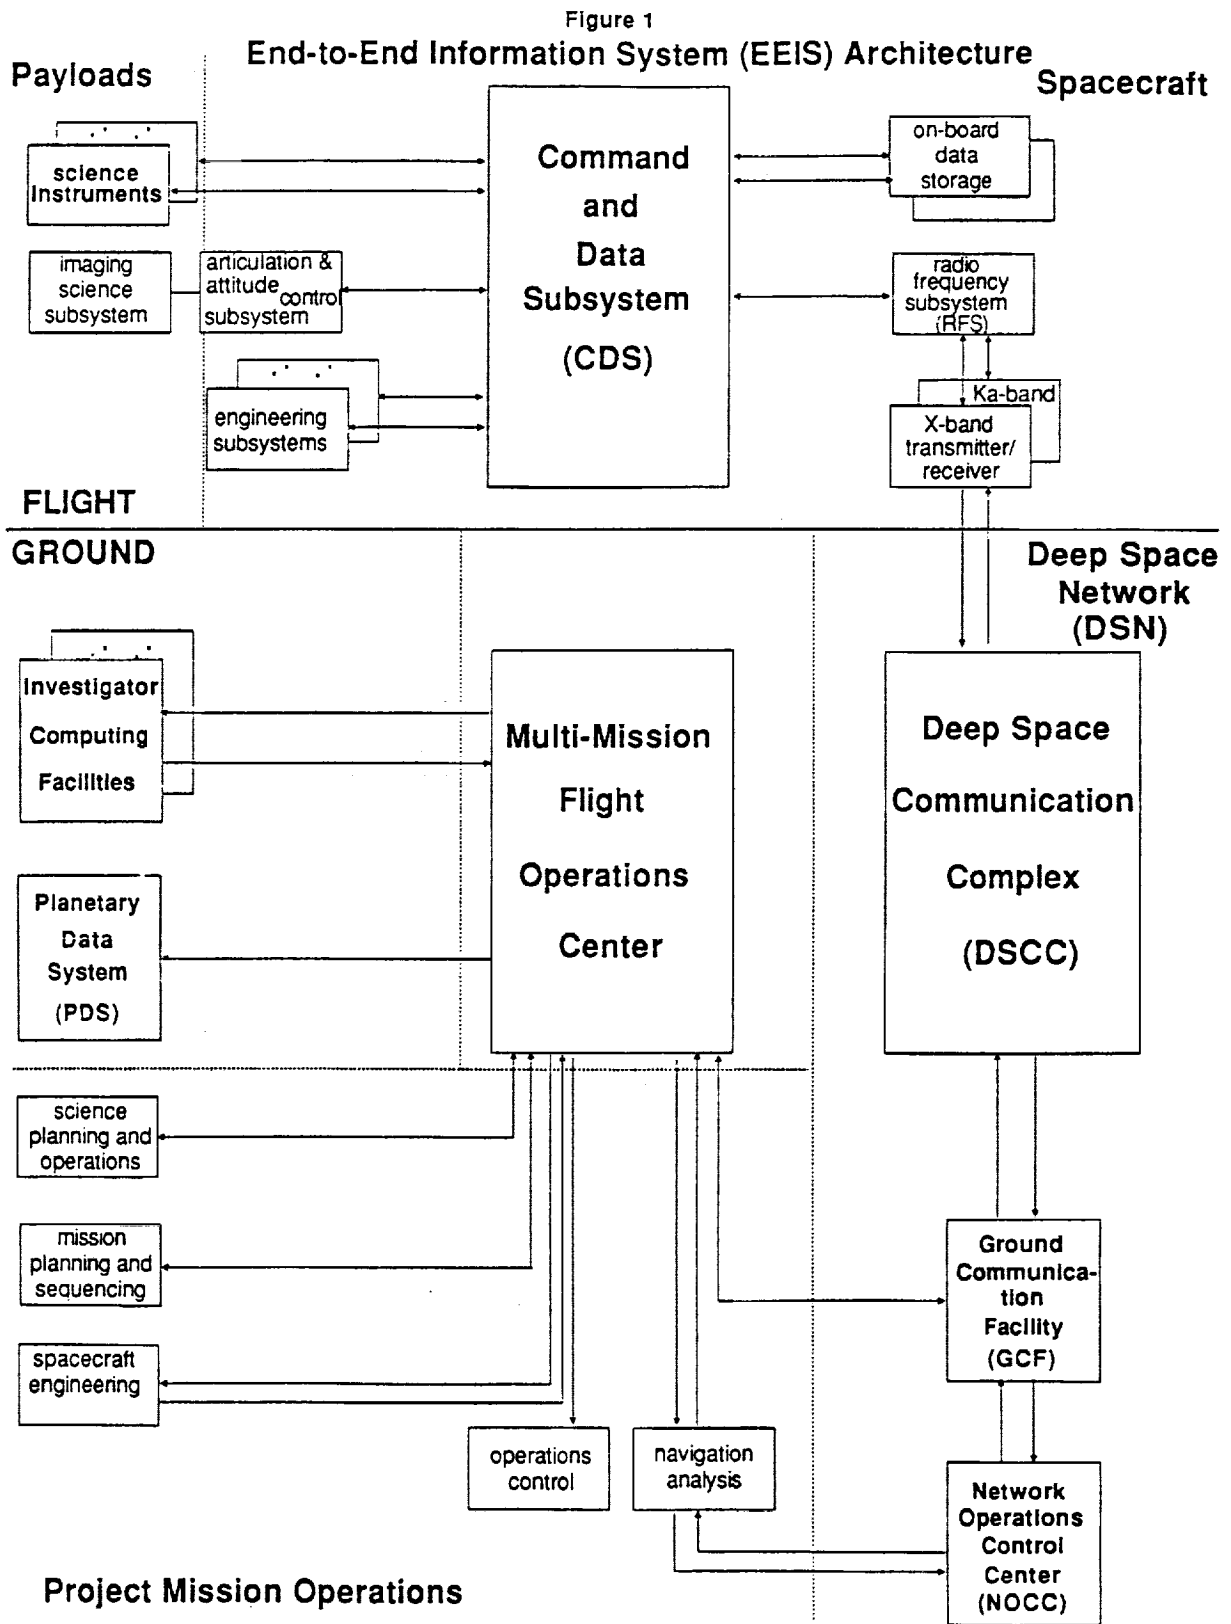 Figure 1
End-to-End Information System (EEIS) Architecture
Payloads
Spacecraft
science
Instruments
imaging
science
subsystem
articulation &
attitude
control
subsystem
engineering
subsystems
Command
and
Data
Subsystem
(CDS)
on-board
data
storage
radio
frequency
subsystem
(RFS)
Ka-band
X-band
transmitter/
receiver
FLIGHT
GROUND
Deep Space
Network
(DSN)
Investigator
Computing
Facilities
Planetary
Data
System
(PDS)
Multi-Mission
Flight
Operations
Center
Deep Space
Communication
Complex
(DSCC)
science
planning and
operations
mission
planning and
sequencing
spacecraft
engineering
operations
control
navigation
analysis
Ground
Communica-
tion
Facility
(GCF)
Network
Operations
Control
Center
(NOCC)
Project Mission Operations